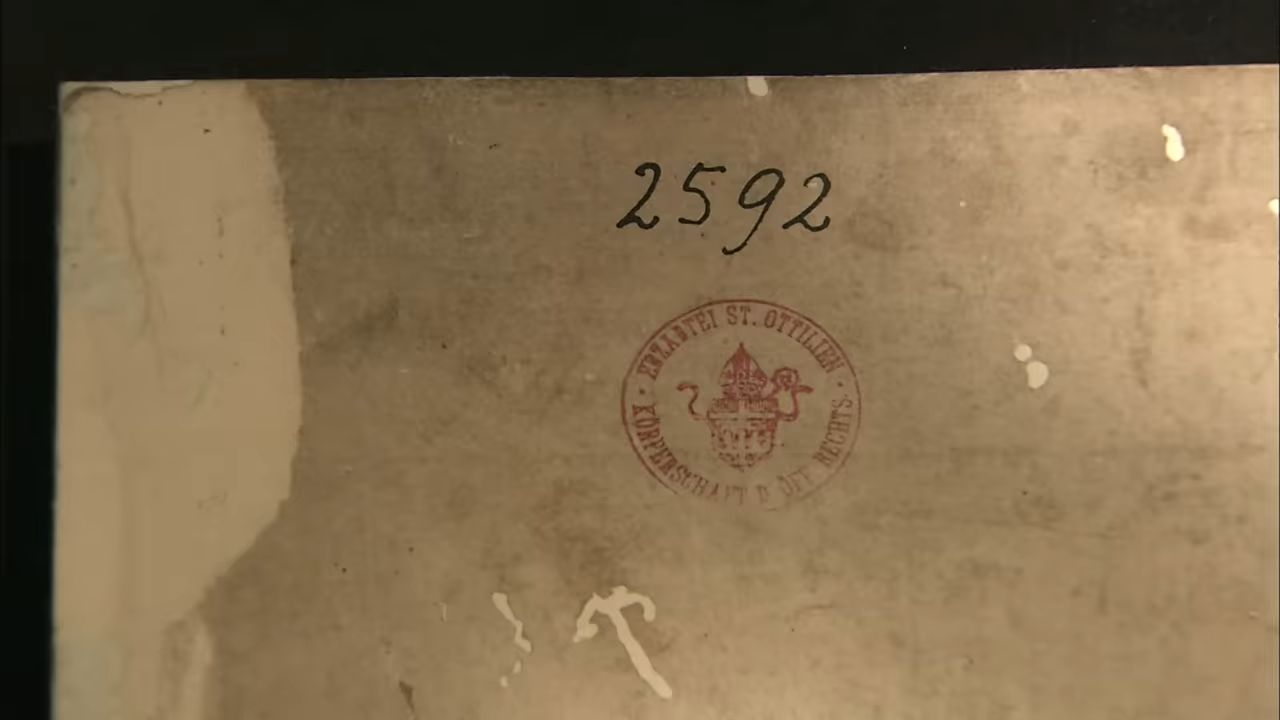 2592
· ERZABTEI ST. OTTILIEN ·
KÖRPERSCHAFT D. ÖFF. RECHTS.